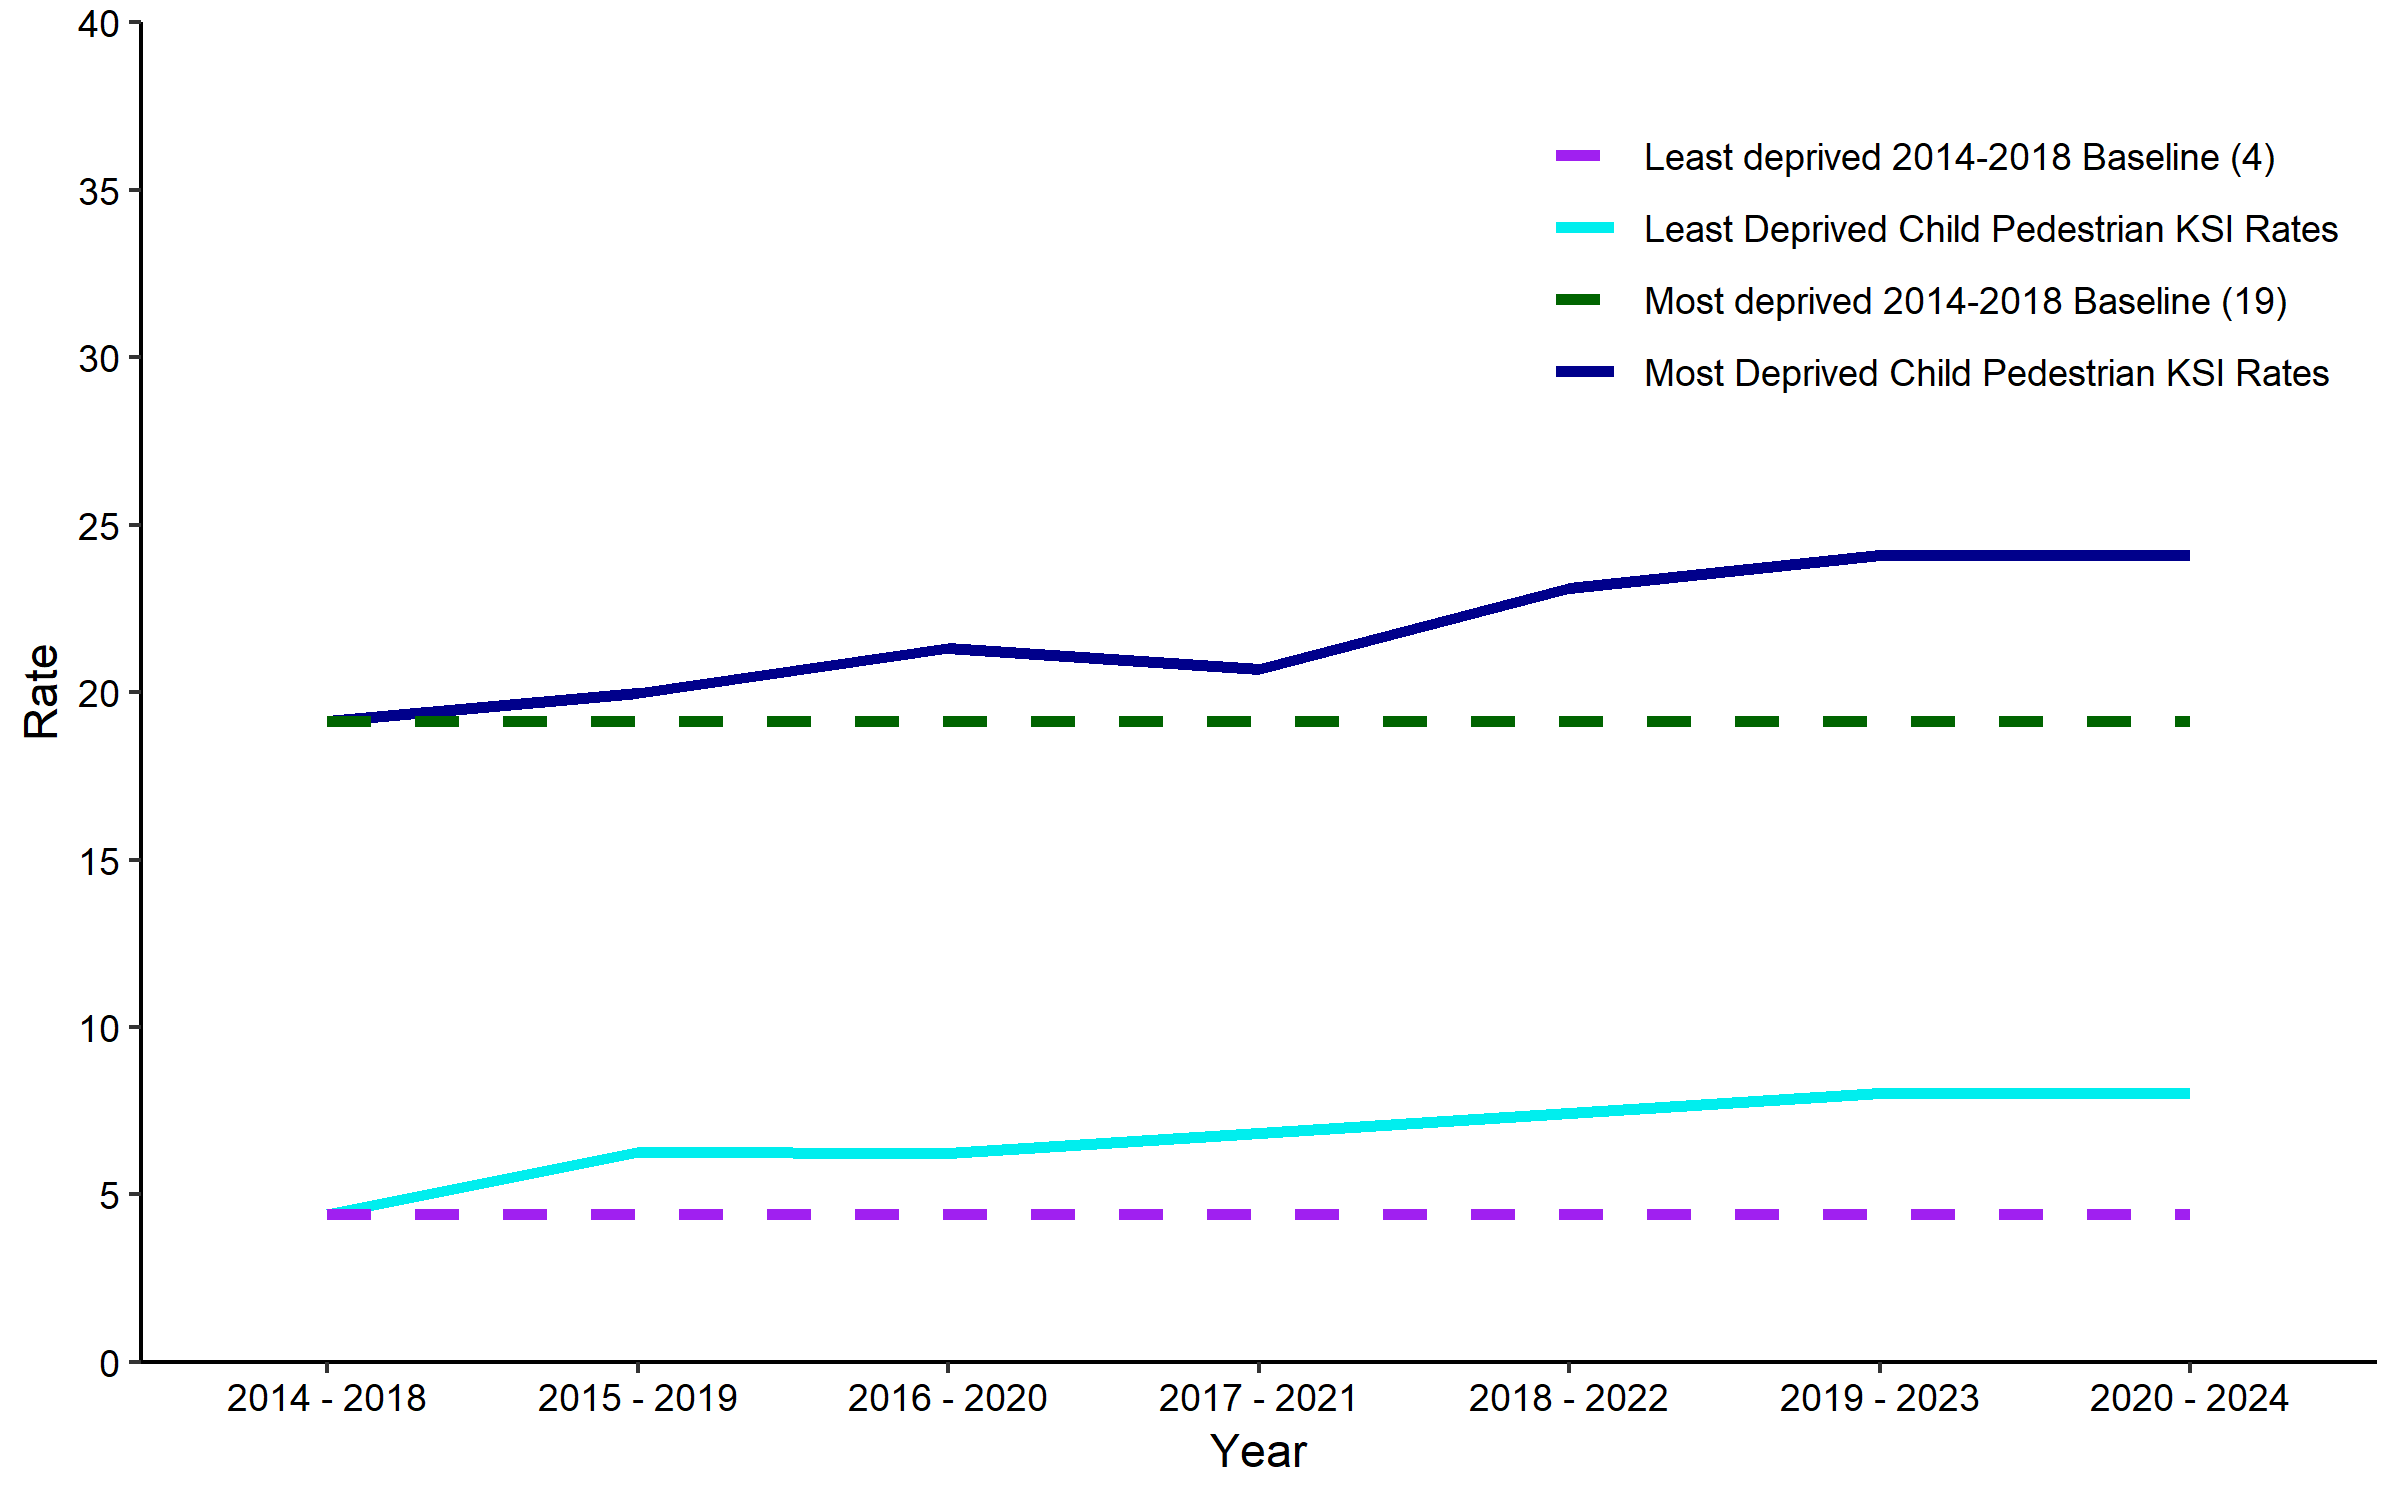 40
35
30
25
20
15
10
5
0
Rate
Least deprived 2014-2018 Baseline (4)
Least Deprived Child Pedestrian KSI Rates
Most deprived 2014-2018 Baseline (19)
Most Deprived Child Pedestrian KSI Rates
2014 - 2018
2015 - 2019
2016 - 2020
2017 - 2021
2018 - 2022
2019 - 2023
2020 - 2024
Year